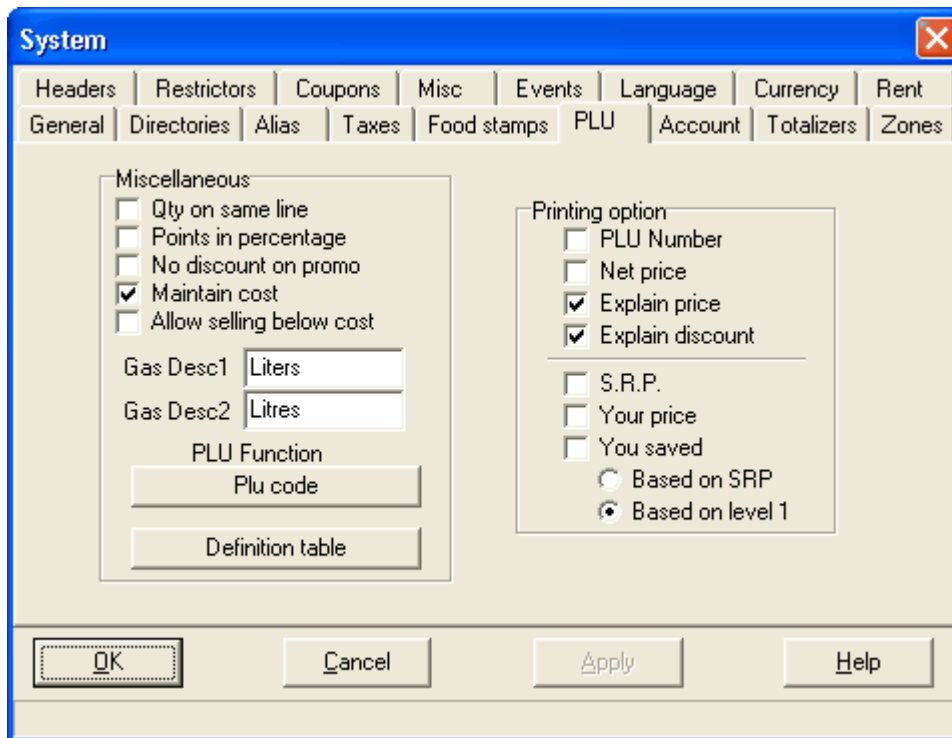 System
Headers Restrictors Coupons Misc Events Language Currency Rent
General Directories Alias Taxes Food stamps PLU Account Totalizers Zones
Miscellaneous
Qty on same line
Points in percentage
No discount on promo
Maintain cost
Allow selling below cost
Gas Desc1 Liters
Gas Desc2 Litres
PLU Function
Plu code
Definition table
Printing option
PLU Number
Net price
Explain price
Explain discount
S.R.P.
Your price
You saved
Based on SRP
Based on level 1
OK Cancel Apply Help